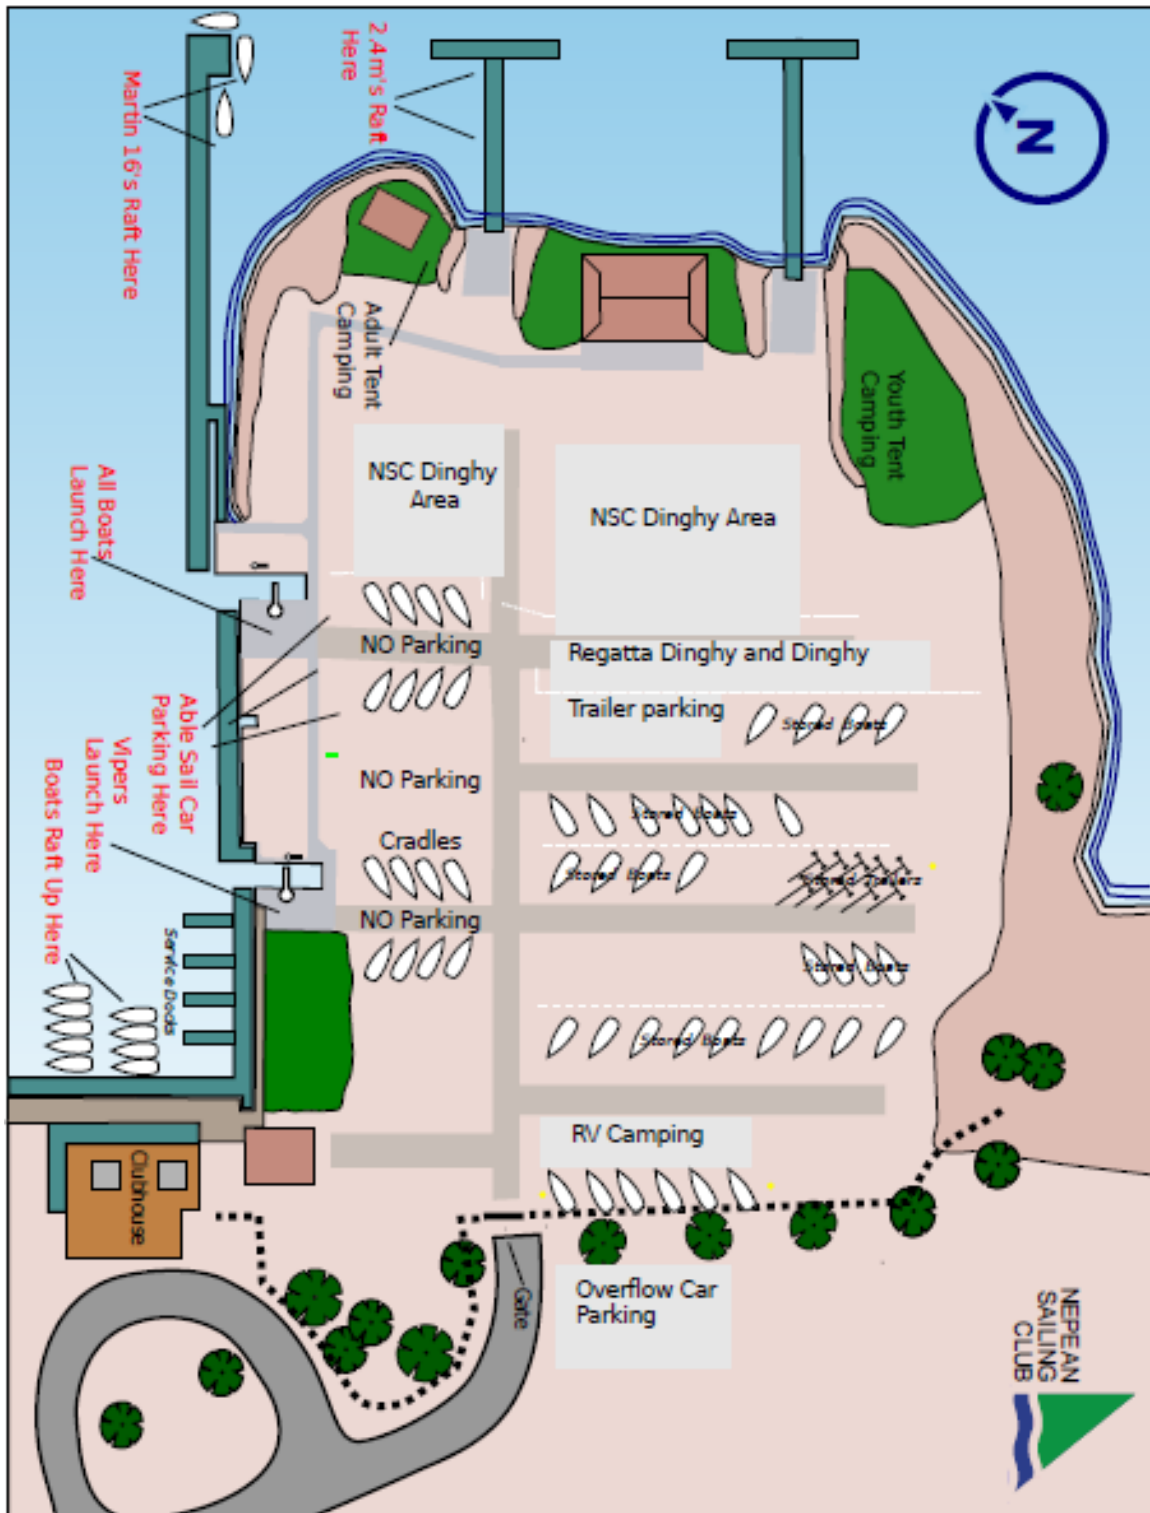 2.4m's Raft
Here
Martin 16's Raft Here
N
Adult Tent
Camping
Youth Tent
Camping
NSC Dinghy
Area
NSC Dinghy Area
All Boats
Launch Here
NO Parking
Regatta Dinghy and Dinghy
Trailer parking
Stored Boats
Able Sail Car
Parking Here
NO Parking
Vipers
Launch Here
Boats Raft Up Here
Stored Boats
Cradles
Stored Boats
Stored Trailers
NO Parking
Service Docks
Stored Boats
Stored Boats
RV Camping
Clubhouse
Gate
Overflow Car
Parking
NEPEAN
SAILING
CLUB